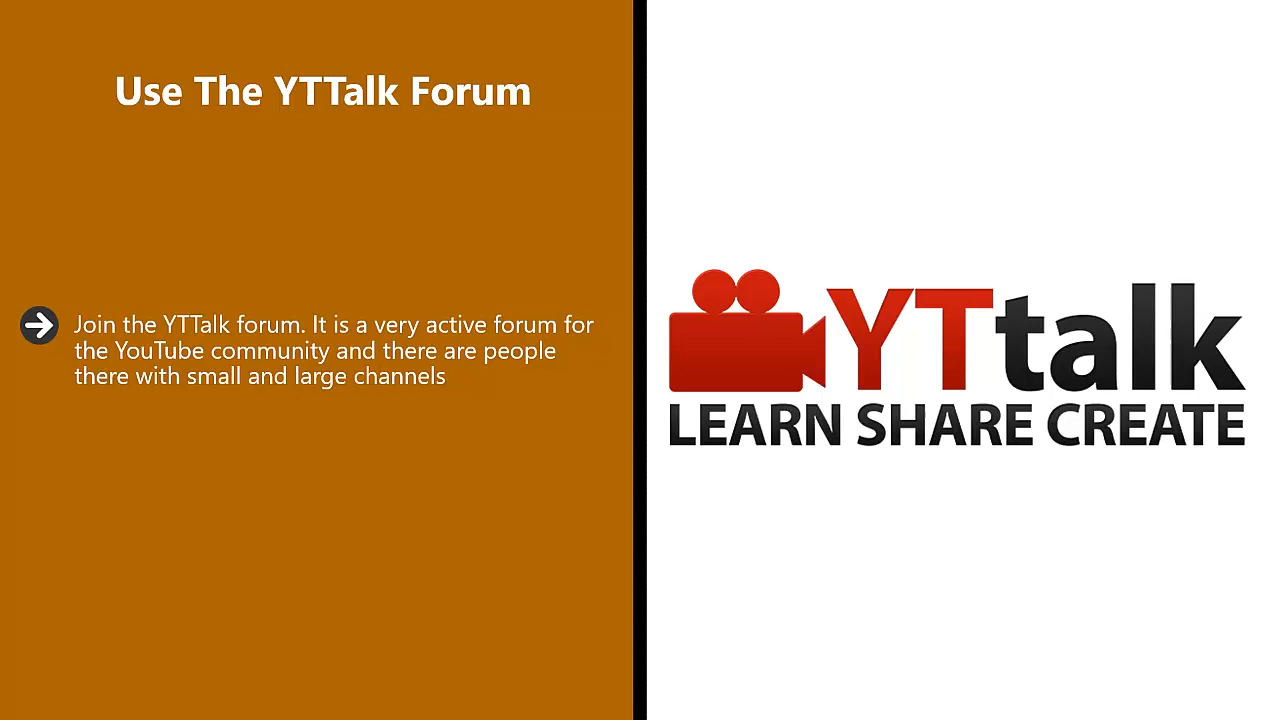 Use The YTTalk Forum
Join the YTTalk forum. It is a very active forum for
the YouTube community and there are people
there with small and large channels
YTtalk
LEARN SHARE CREATE